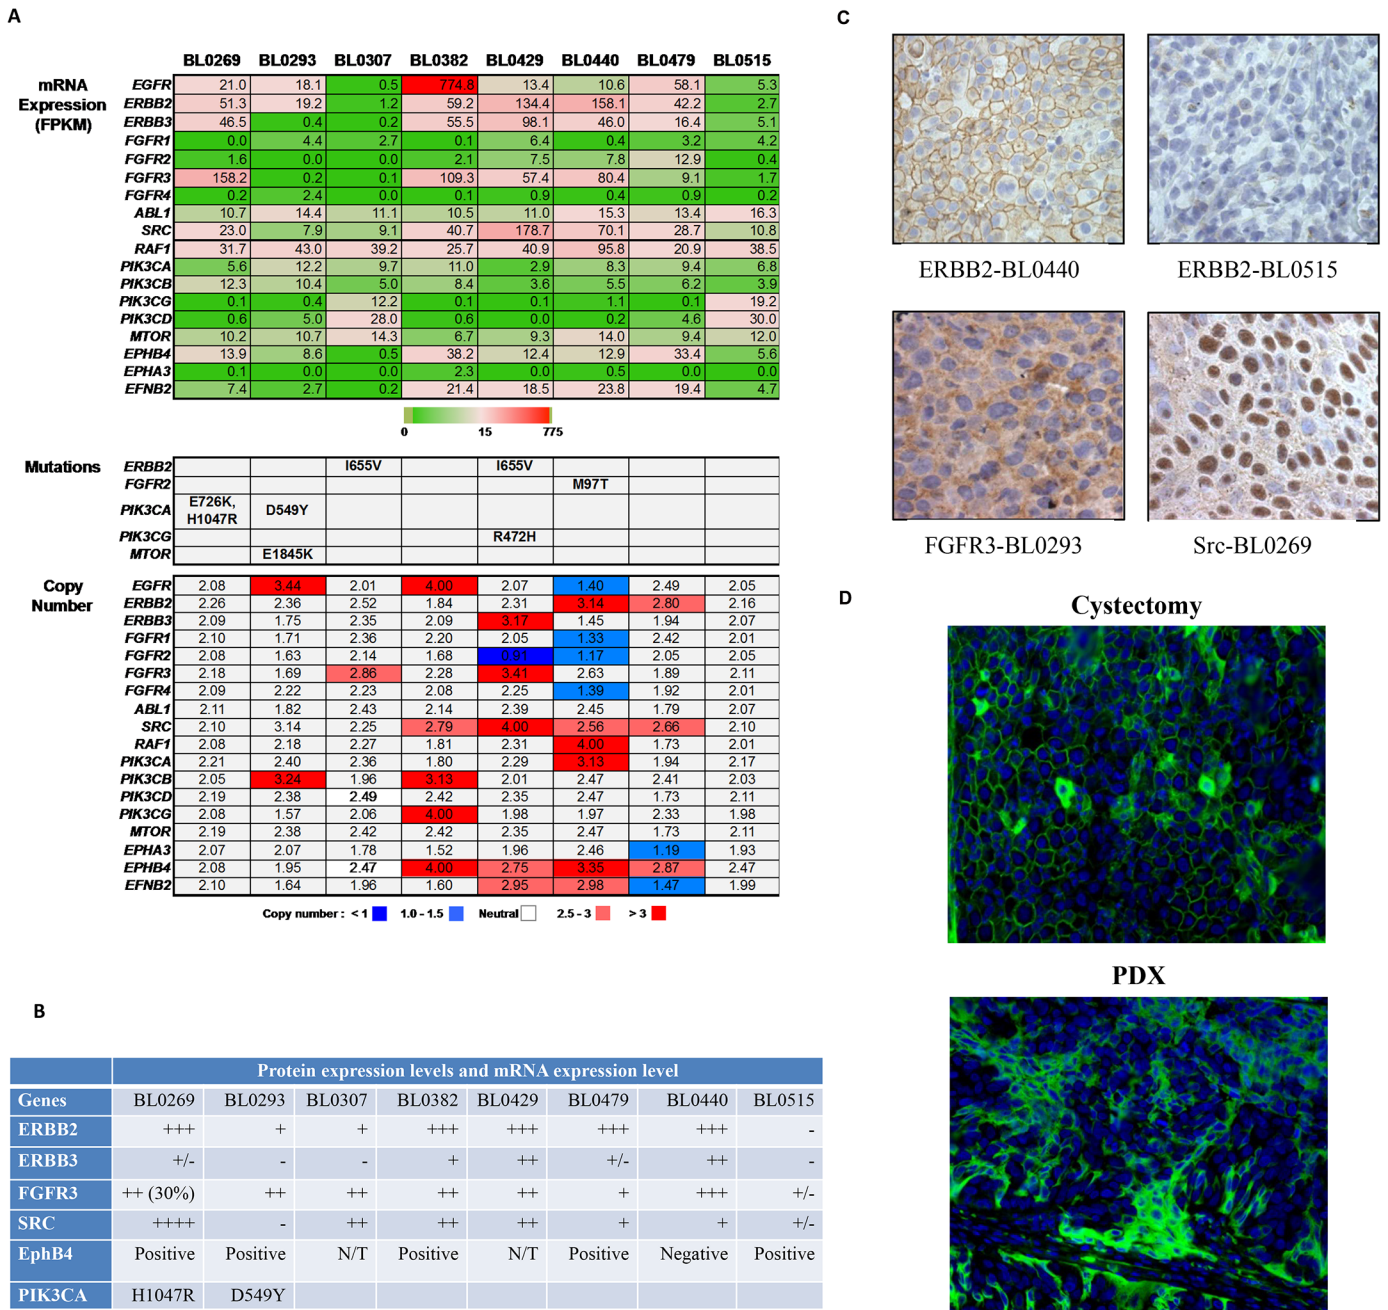 A
BL0269 BL0293 BL0307 BL0382 BL0429 BL0440 BL0479 BL0515
mRNA Expression (FPKM)
EGFR 21.0 18.1 0.5 774.8 13.4 10.6 58.1 5.3
ERBB2 51.3 19.2 1.2 59.2 134.4 158.1 42.2 2.7
ERBB3 46.5 0.4 0.2 55.5 98.1 46.0 16.4 5.1
FGFR1 0.0 4.4 2.7 0.1 6.4 0.4 3.2 4.2
FGFR2 1.6 0.0 0.0 2.1 7.5 7.8 12.9 0.4
FGFR3 158.2 0.2 0.1 109.3 57.4 80.4 9.1 1.7
FGFR4 0.2 2.4 0.0 0.1 0.9 0.4 0.9 0.2
ABL1 10.7 14.4 11.1 10.5 11.0 15.3 13.4 16.3
SRC 23.0 7.9 9.1 40.7 178.7 70.1 28.7 10.8
RAF1 31.7 43.0 39.2 25.7 40.9 95.8 20.9 38.5
PIK3CA 5.6 12.2 9.7 11.0 2.9 8.3 9.4 6.8
PIK3CB 12.3 10.4 5.0 8.4 3.6 5.5 6.2 3.9
PIK3CG 0.1 0.4 12.2 0.1 0.1 1.1 0.1 19.2
PIK3CD 0.6 5.0 28.0 0.6 0.0 0.2 4.6 30.0
MTOR 10.2 10.7 14.3 6.7 9.3 14.0 9.4 12.0
EPHB4 13.9 8.6 0.5 38.2 12.4 12.9 33.4 5.6
EPHA3 0.1 0.0 0.0 2.3 0.0 0.5 0.0 0.0
EFNB2 7.4 2.7 0.2 21.4 18.5 23.8 19.4 4.7
0 15 775
Mutations
ERBB2 I655V I655V
FGFR2 M97T
PIK3CA E726K, H1047R D549Y
PIK3CG R472H
MTOR E1845K
Copy Number
EGFR 2.08 3.44 2.01 4.00 2.07 1.40 2.49 2.05
ERBB2 2.26 2.36 2.52 1.84 2.31 3.14 2.80 2.16
ERBB3 2.09 1.75 2.35 2.09 3.17 1.45 1.94 2.07
FGFR1 2.10 1.71 2.36 2.20 2.05 1.33 2.42 2.01
FGFR2 2.08 1.63 2.14 1.68 0.91 1.17 2.05 2.05
FGFR3 2.18 1.69 2.86 2.28 3.41 2.63 1.89 2.11
FGFR4 2.09 2.22 2.23 2.08 2.25 1.39 1.92 2.01
ABL1 2.11 1.82 2.43 2.14 2.39 2.45 1.79 2.07
SRC 2.10 3.14 2.25 2.79 4.00 2.56 2.66 2.10
RAF1 2.08 2.18 2.27 1.81 2.31 4.00 1.73 2.01
PIK3CA 2.21 2.40 2.36 1.80 2.29 3.13 1.94 2.17
PIK3CB 2.05 3.24 1.96 3.13 2.01 2.47 2.41 2.03
PIK3CD 2.19 2.38 2.49 2.42 2.35 2.47 1.73 2.11
PIK3CG 2.08 1.57 2.06 4.00 1.98 1.97 2.33 1.98
MTOR 2.19 2.38 2.42 2.42 2.35 2.47 1.73 2.11
EPHA3 2.07 2.07 1.78 1.52 1.96 2.46 1.19 1.93
EPHB4 2.08 1.95 2.47 4.00 2.75 3.35 2.87 2.47
EFNB2 2.10 1.64 1.96 1.60 2.95 2.98 1.47 1.99
Copy number : < 1 1.0 - 1.5 Neutral 2.5 - 3 > 3
B
Protein expression levels and mRNA expression level
Genes BL0269 BL0293 BL0307 BL0382 BL0429 BL0479 BL0440 BL0515
ERBB2 +++ + + +++ +++ +++ +++ -
ERBB3 +/- - - + ++ +/- ++ -
FGFR3 ++ (30%) ++ ++ ++ ++ + +++ +/-
SRC ++++ - ++ ++ ++ + + +/-
EphB4 Positive Positive N/T Positive N/T Positive Negative Positive
PIK3CA H1047R D549Y
C
ERBB2-BL0440 ERBB2-BL0515
FGFR3-BL0293 Src-BL0269
D
Cystectomy
PDX